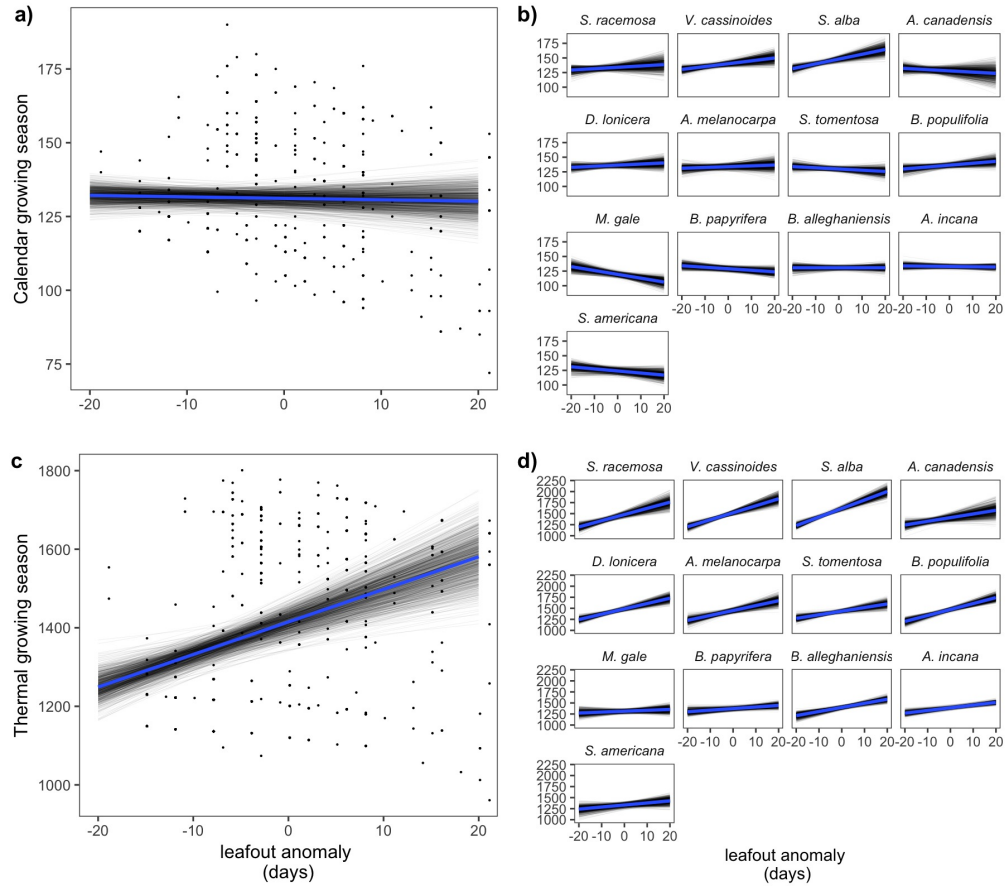 a)
Calendar growing season
175
150
125
100
75
-20 -10 0 10 20
b)
S. racemosa V. cassinoides S. alba A. canadensis
175
150
125
100
D. lonicera A. melanocarpa S. tomentosa B. populifolia
175
150
125
100
M. gale B. papyrifera B. alleghaniensis A. incana
175
150
125
100
-20 -10 0 10 20 -20 -10 0 10 20 -20 -10 0 10 20
S. americana
175
150
125
100
-20 -10 0 10 20
c
Thermal growing season
1800
1600
1400
1200
1000
-20 -10 0 10 20
leafout anomaly
(days)
d)
S. racemosa V. cassinoides S. alba A. canadensis
2250
2000
1750
1500
1250
1000
D. lonicera A. melanocarpa S. tomentosa B. populifolia
2250
2000
1750
1500
1250
1000
M. gale B. papyrifera B. alleghaniensis A. incana
2250
2000
1750
1500
1250
1000
-20 -10 0 10 20 -20 -10 0 10 20 -20 -10 0 10 20
S. americana
2250
2000
1750
1500
1250
1000
-20 -10 0 10 20
leafout anomaly
(days)